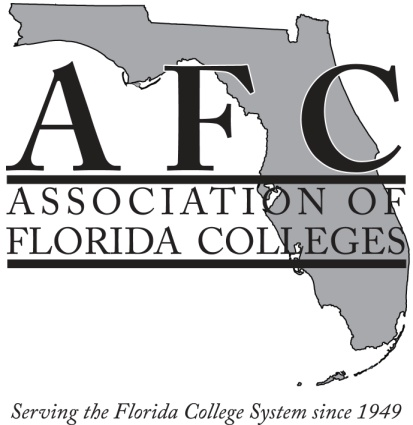 AFC
ASSOCIATION OF
FLORIDA COLLEGES
Serving the Florida College System since 1949